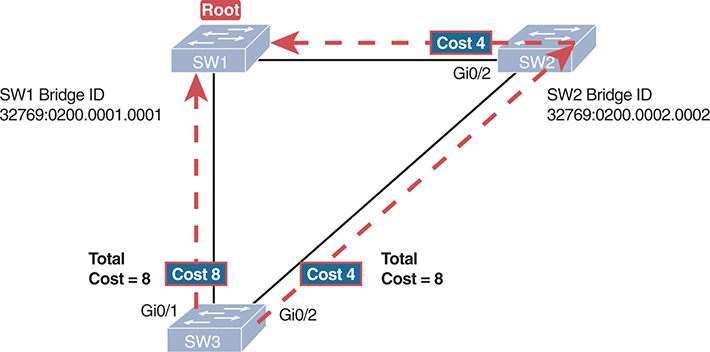 Root
Cost 4
SW1
SW2
Gi0/2
SW1 Bridge ID
32769:0200.0001.0001
SW2 Bridge ID
32769:0200.0002.0002
Total
Cost = 8
Cost 8
Cost 4
Total
Cost = 8
Gi0/1
Gi0/2
SW3